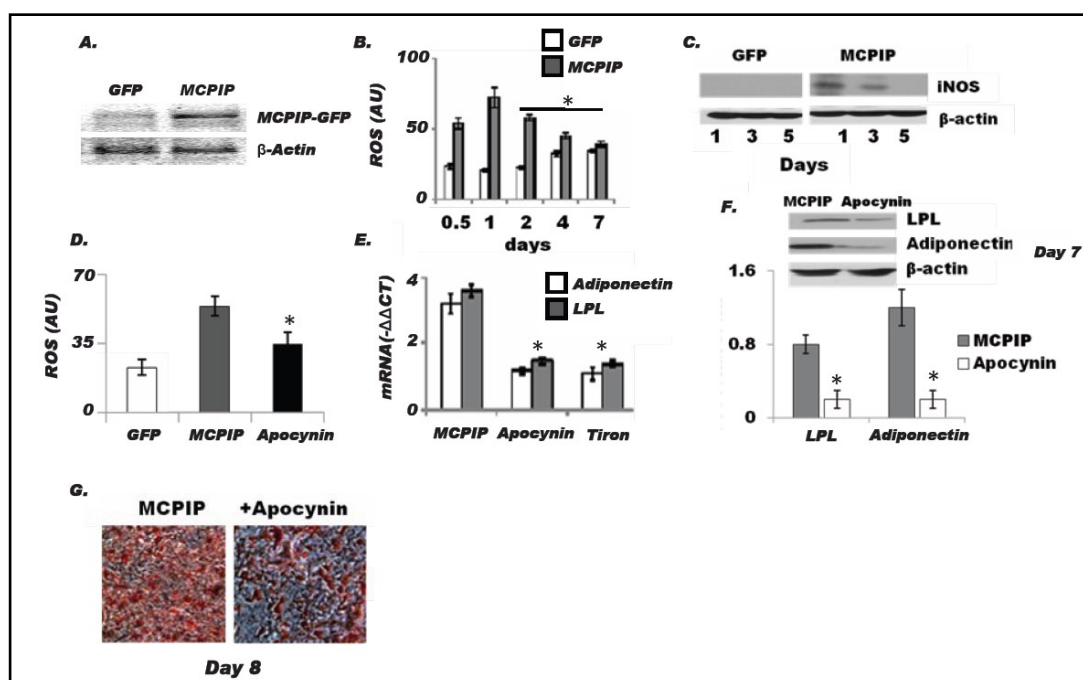 A.
GFP MCPIP
MCPIP-GFP
β-Actin
B.
GFP
MCPIP
ROS (AU)
100
50
0
0.5 1 2 4 7
days
*
C.
GFP MCPIP
iNOS
β-actin
1 3 5 1 3 5
Days
D.
ROS (AU)
70
35
0
*
GFP MCPIP Apocynin
E.
Adiponectin
LPL
mRNA(-ΔΔCT)
4
2
0
* *
MCPIP Apocynin Tiron
F.
MCPIP Apocynin
LPL
Adiponectin
β-actin
Day 7
1.6
0.8
0
MCPIP
Apocynin
* *
LPL Adiponectin
G.
MCPIP +Apocynin
Day 8